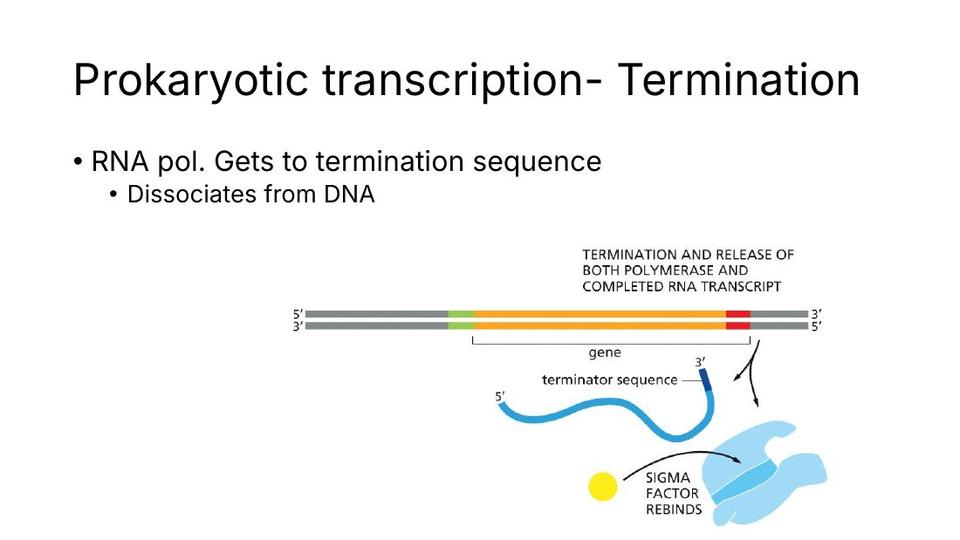 Prokaryotic transcription- Termination
• RNA pol. Gets to termination sequence
• Dissociates from DNA
TERMINATION AND RELEASE OF
BOTH POLYMERASE AND
COMPLETED RNA TRANSCRIPT
5′ 3′
3′ 5′
gene
3′
terminator sequence
5′
SIGMA
FACTOR
REBINDS